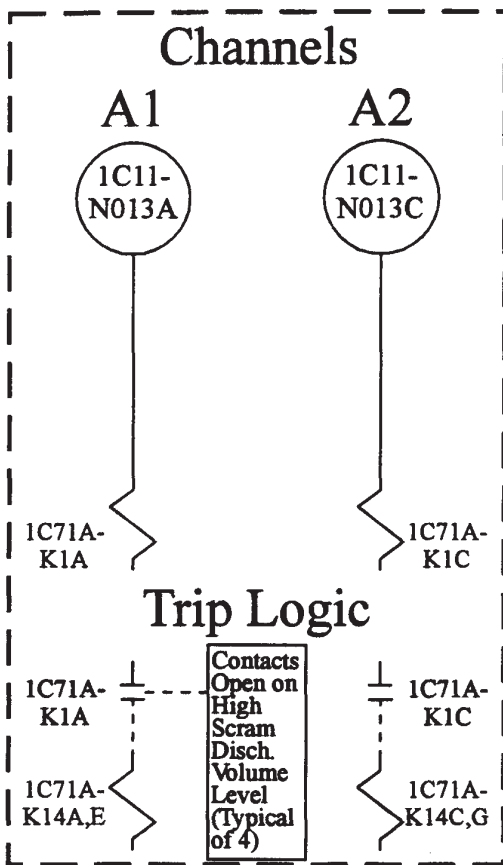 Channels
A1
A2
1C11-
N013A
1C11-
N013C
1C71A-
K1A
1C71A-
K1C
Trip Logic
1C71A-
K1A
Contacts
Open on
High
Scram
Disch.
Volume
Level
(Typical
of 4)
1C71A-
K1C
1C71A-
K14A,E
1C71A-
K14C,G